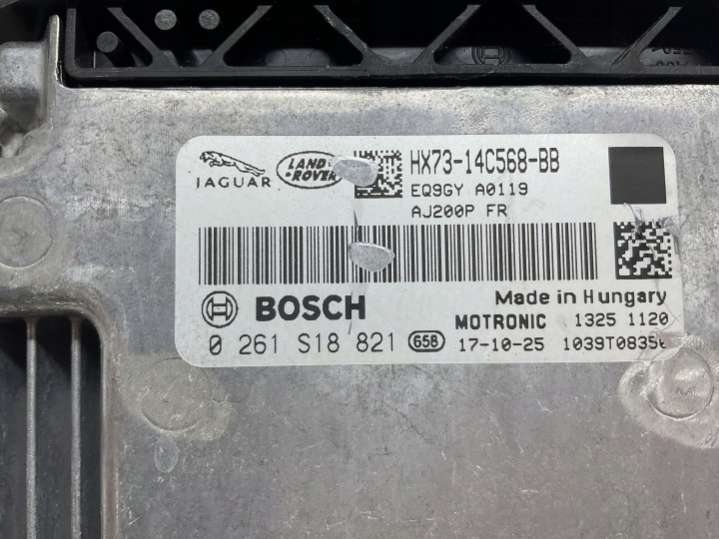 JAGUAR
LAND ROVER
HX73-14C568-BB
EQ9GY A0119
AJ200P FR
BOSCH
Made in Hungary
MOTRONIC 1325 1120
0 261 S18 821 658 17-10-25 1039T0835